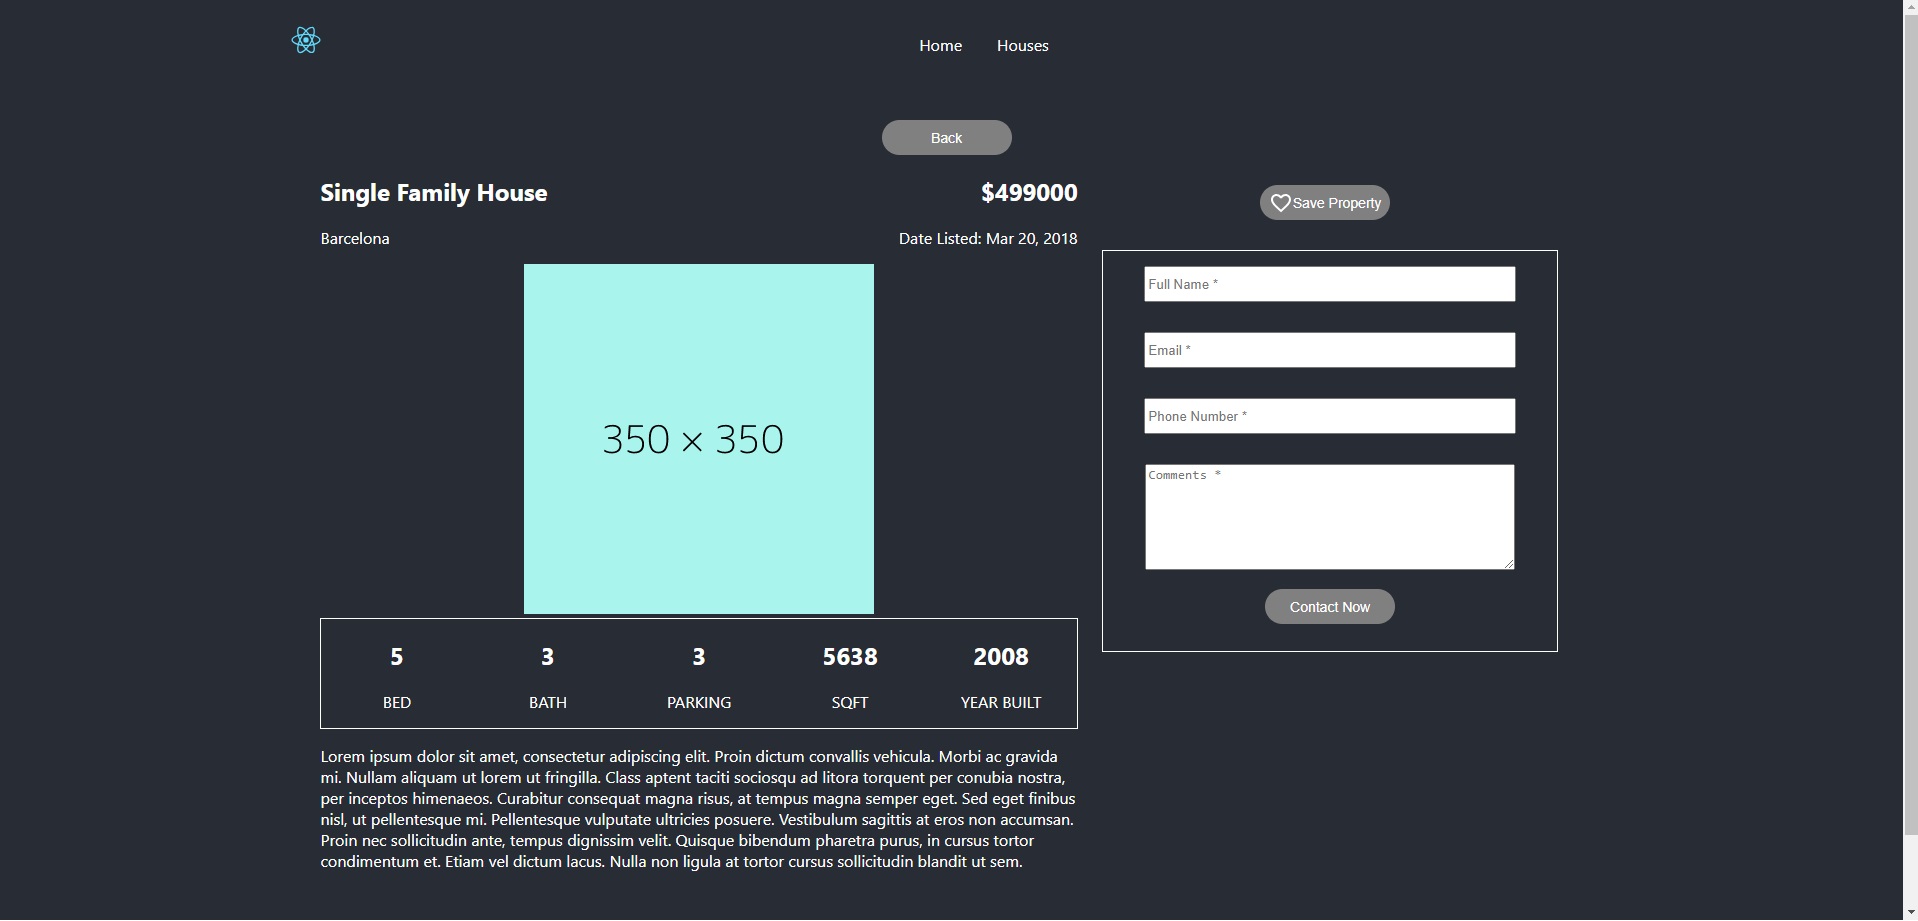 Home Houses
Back
Single Family House $499000
Barcelona Date Listed: Mar 20, 2018
350 × 350
5 3 3 5638 2008
BED BATH PARKING SQFT YEAR BUILT
Lorem ipsum dolor sit amet, consectetur adipiscing elit. Proin dictum convallis vehicula. Morbi ac gravida
mi. Nullam aliquam ut lorem ut fringilla. Class aptent taciti sociosqu ad litora torquent per conubia nostra,
per inceptos himenaeos. Curabitur consequat magna risus, at tempus magna semper eget. Sed eget finibus
nisl, ut pellentesque mi. Pellentesque vulputate ultricies posuere. Vestibulum sagittis at eros non accumsan.
Proin nec sollicitudin ante, tempus dignissim velit. Quisque bibendum pharetra purus, in cursus tortor
condimentum et. Etiam vel dictum lacus. Nulla non ligula at tortor cursus sollicitudin blandit ut sem.
Save Property
Full Name *
Email *
Phone Number *
Comments *
Contact Now